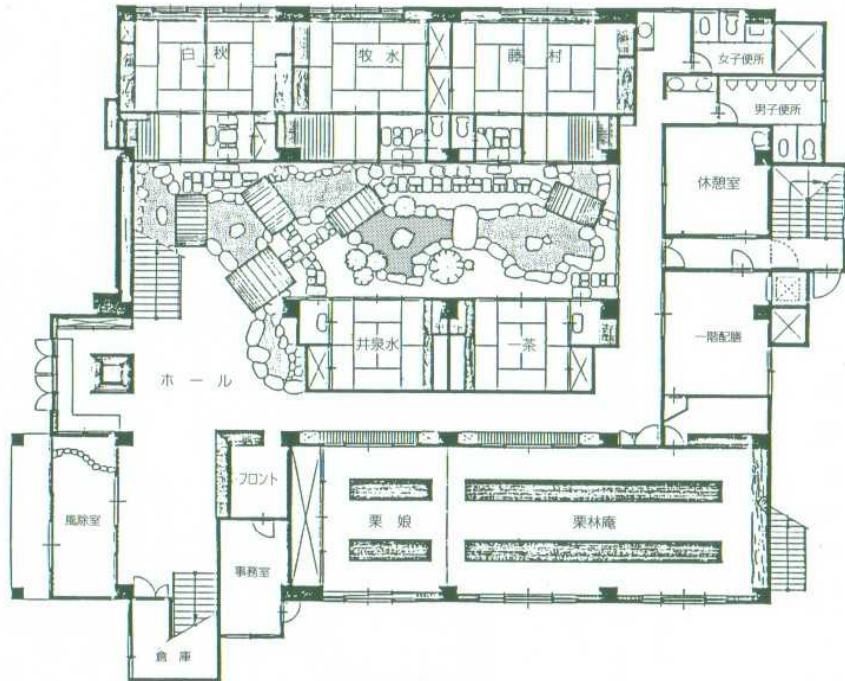 白秋
牧水
藤村
女子便所
男子便所
休憩室
井泉水
一茶
一階配膳
ホール
フロント
風除室
栗娘
栗林庵
事務室
倉庫